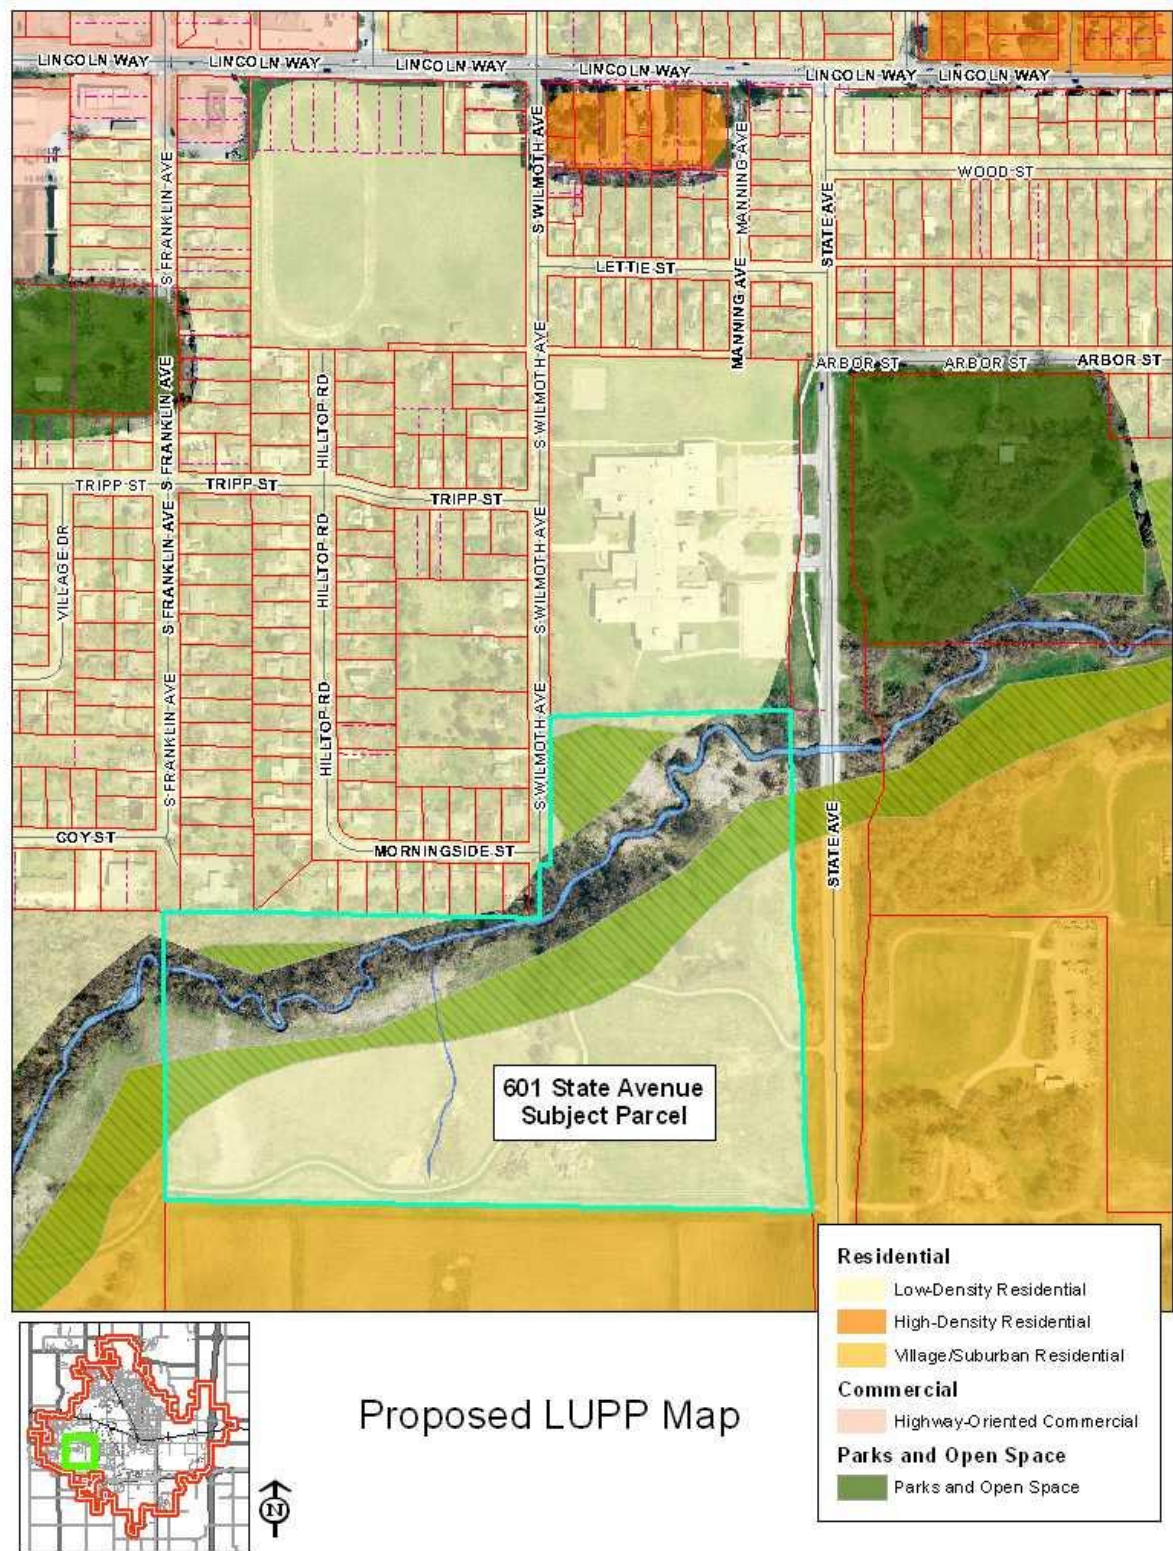 LINCOLN WAY
LINCOLN WAY
LINCOLN WAY
LINCOLN WAY
LINCOLN WAY
LINCOLN WAY
S FRANKLIN AVE
S WILMOTH AVE
MANNING AVE
STATE AVE
WOOD ST
LETTIE ST
MANNING AVE
S WILMOTH AVE
ARBOR ST
ARBOR ST
ARBOR ST
S FRANKLIN AVE
HILLTOP RD
S WILMOTH AVE
TRIPP ST
TRIPP ST
TRIPP ST
VILLAGE DR
S FRANKLIN AVE
HILLTOP RD
S WILMOTH AVE
S FRANKLIN AVE
HILLTOP RD
S WILMOTH AVE
COY ST
MORNINGSIDE ST
STATE AVE
601 State Avenue
Subject Parcel
Residential
Low-Density Residential
High-Density Residential
Village/Suburban Residential
Commercial
Highway-Oriented Commercial
Parks and Open Space
Parks and Open Space
Proposed LUPP Map
N